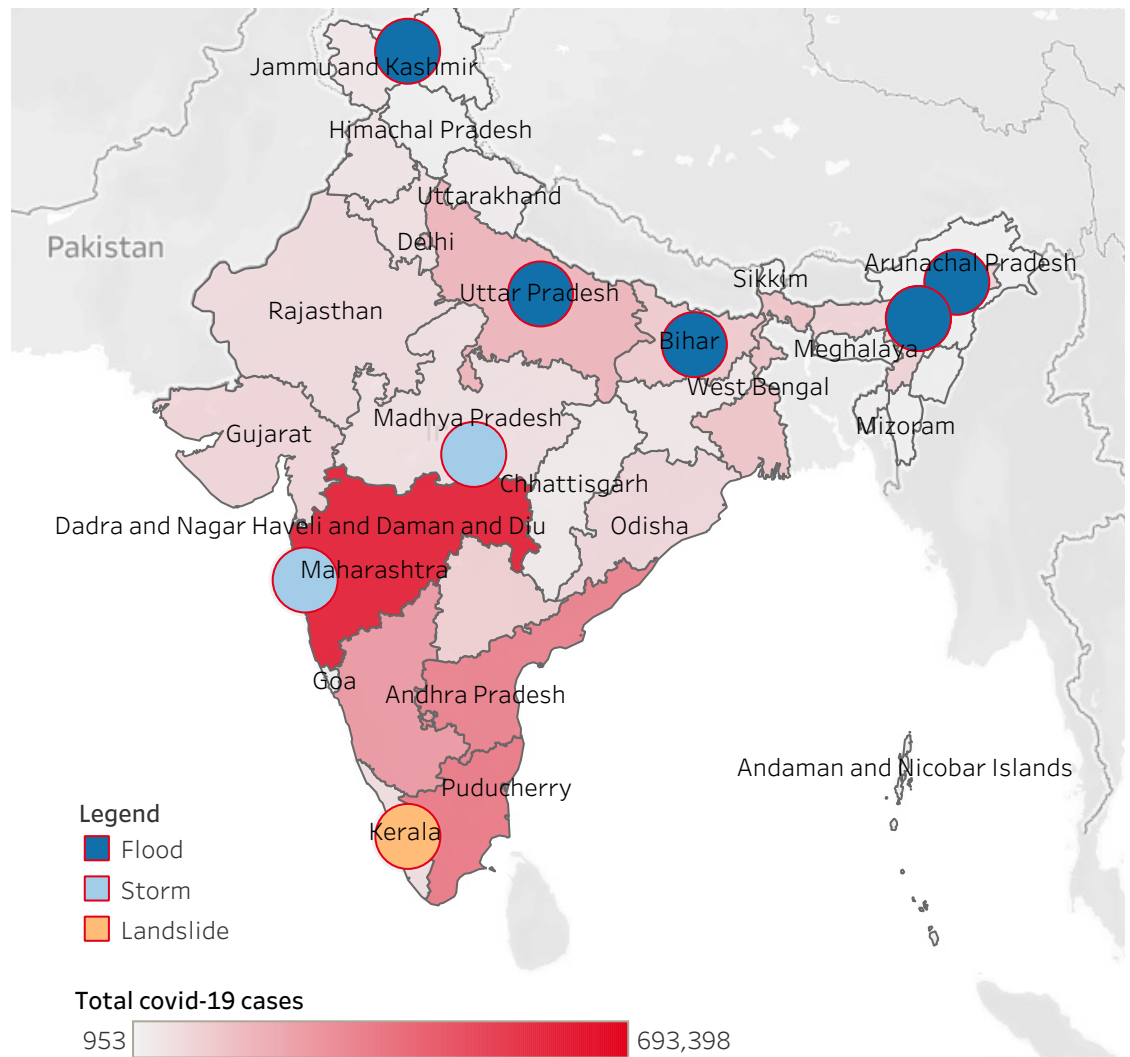 Jammu and Kashmir
Himachal Pradesh
Uttarakhand
Pakistan
Delhi
Arunachal Pradesh
Sikkim
Uttar Pradesh
Rajasthan
Bihar
Meghalaya
West Bengal
Madhya Pradesh
Mizoram
Gujarat
Chhattisgarh
Dadra and Nagar Haveli and Daman and Diu
Odisha
Maharashtra
Goa
Andhra Pradesh
Andaman and Nicobar Islands
Puducherry
Kerala
Legend
Flood
Storm
Landslide
Total covid-19 cases
953
693,398